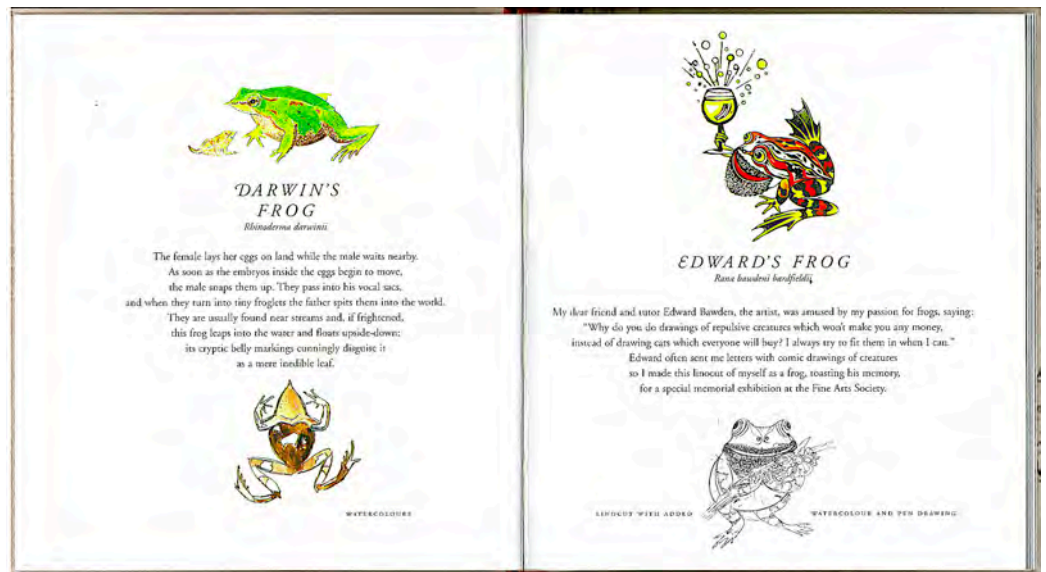 DARWIN'S
FROG
Rhinoderma darwinii
The female lays her eggs on land while the male waits nearby.
As soon as the embryos inside the eggs begin to move,
the male snaps them up. They pass into his vocal sacs,
and when they turn into tiny froglets the father spits them into the world.
They are usually found near streams and, if frightened,
this frog leaps into the water and floats upside-down;
its cryptic belly markings cunningly disguise it
as a mere inedible leaf.
WATERCOLOURS
EDWARD'S FROG
Rana bawdeni bardfieldii
My dear friend and tutor Edward Bawden, the artist, was amused by my passion for frogs, saying:
"Why do you do drawings of repulsive creatures which won't make you any money,
instead of drawing cats which everyone will buy? I always try to fit them in when I can."
Edward often sent me letters with comic drawings of creatures
so I made this linocut of myself as a frog, toasting his memory,
for a special memorial exhibition at the Fine Arts Society.
LINOCUT WITH ADDED WATERCOLOUR AND PEN DRAWING